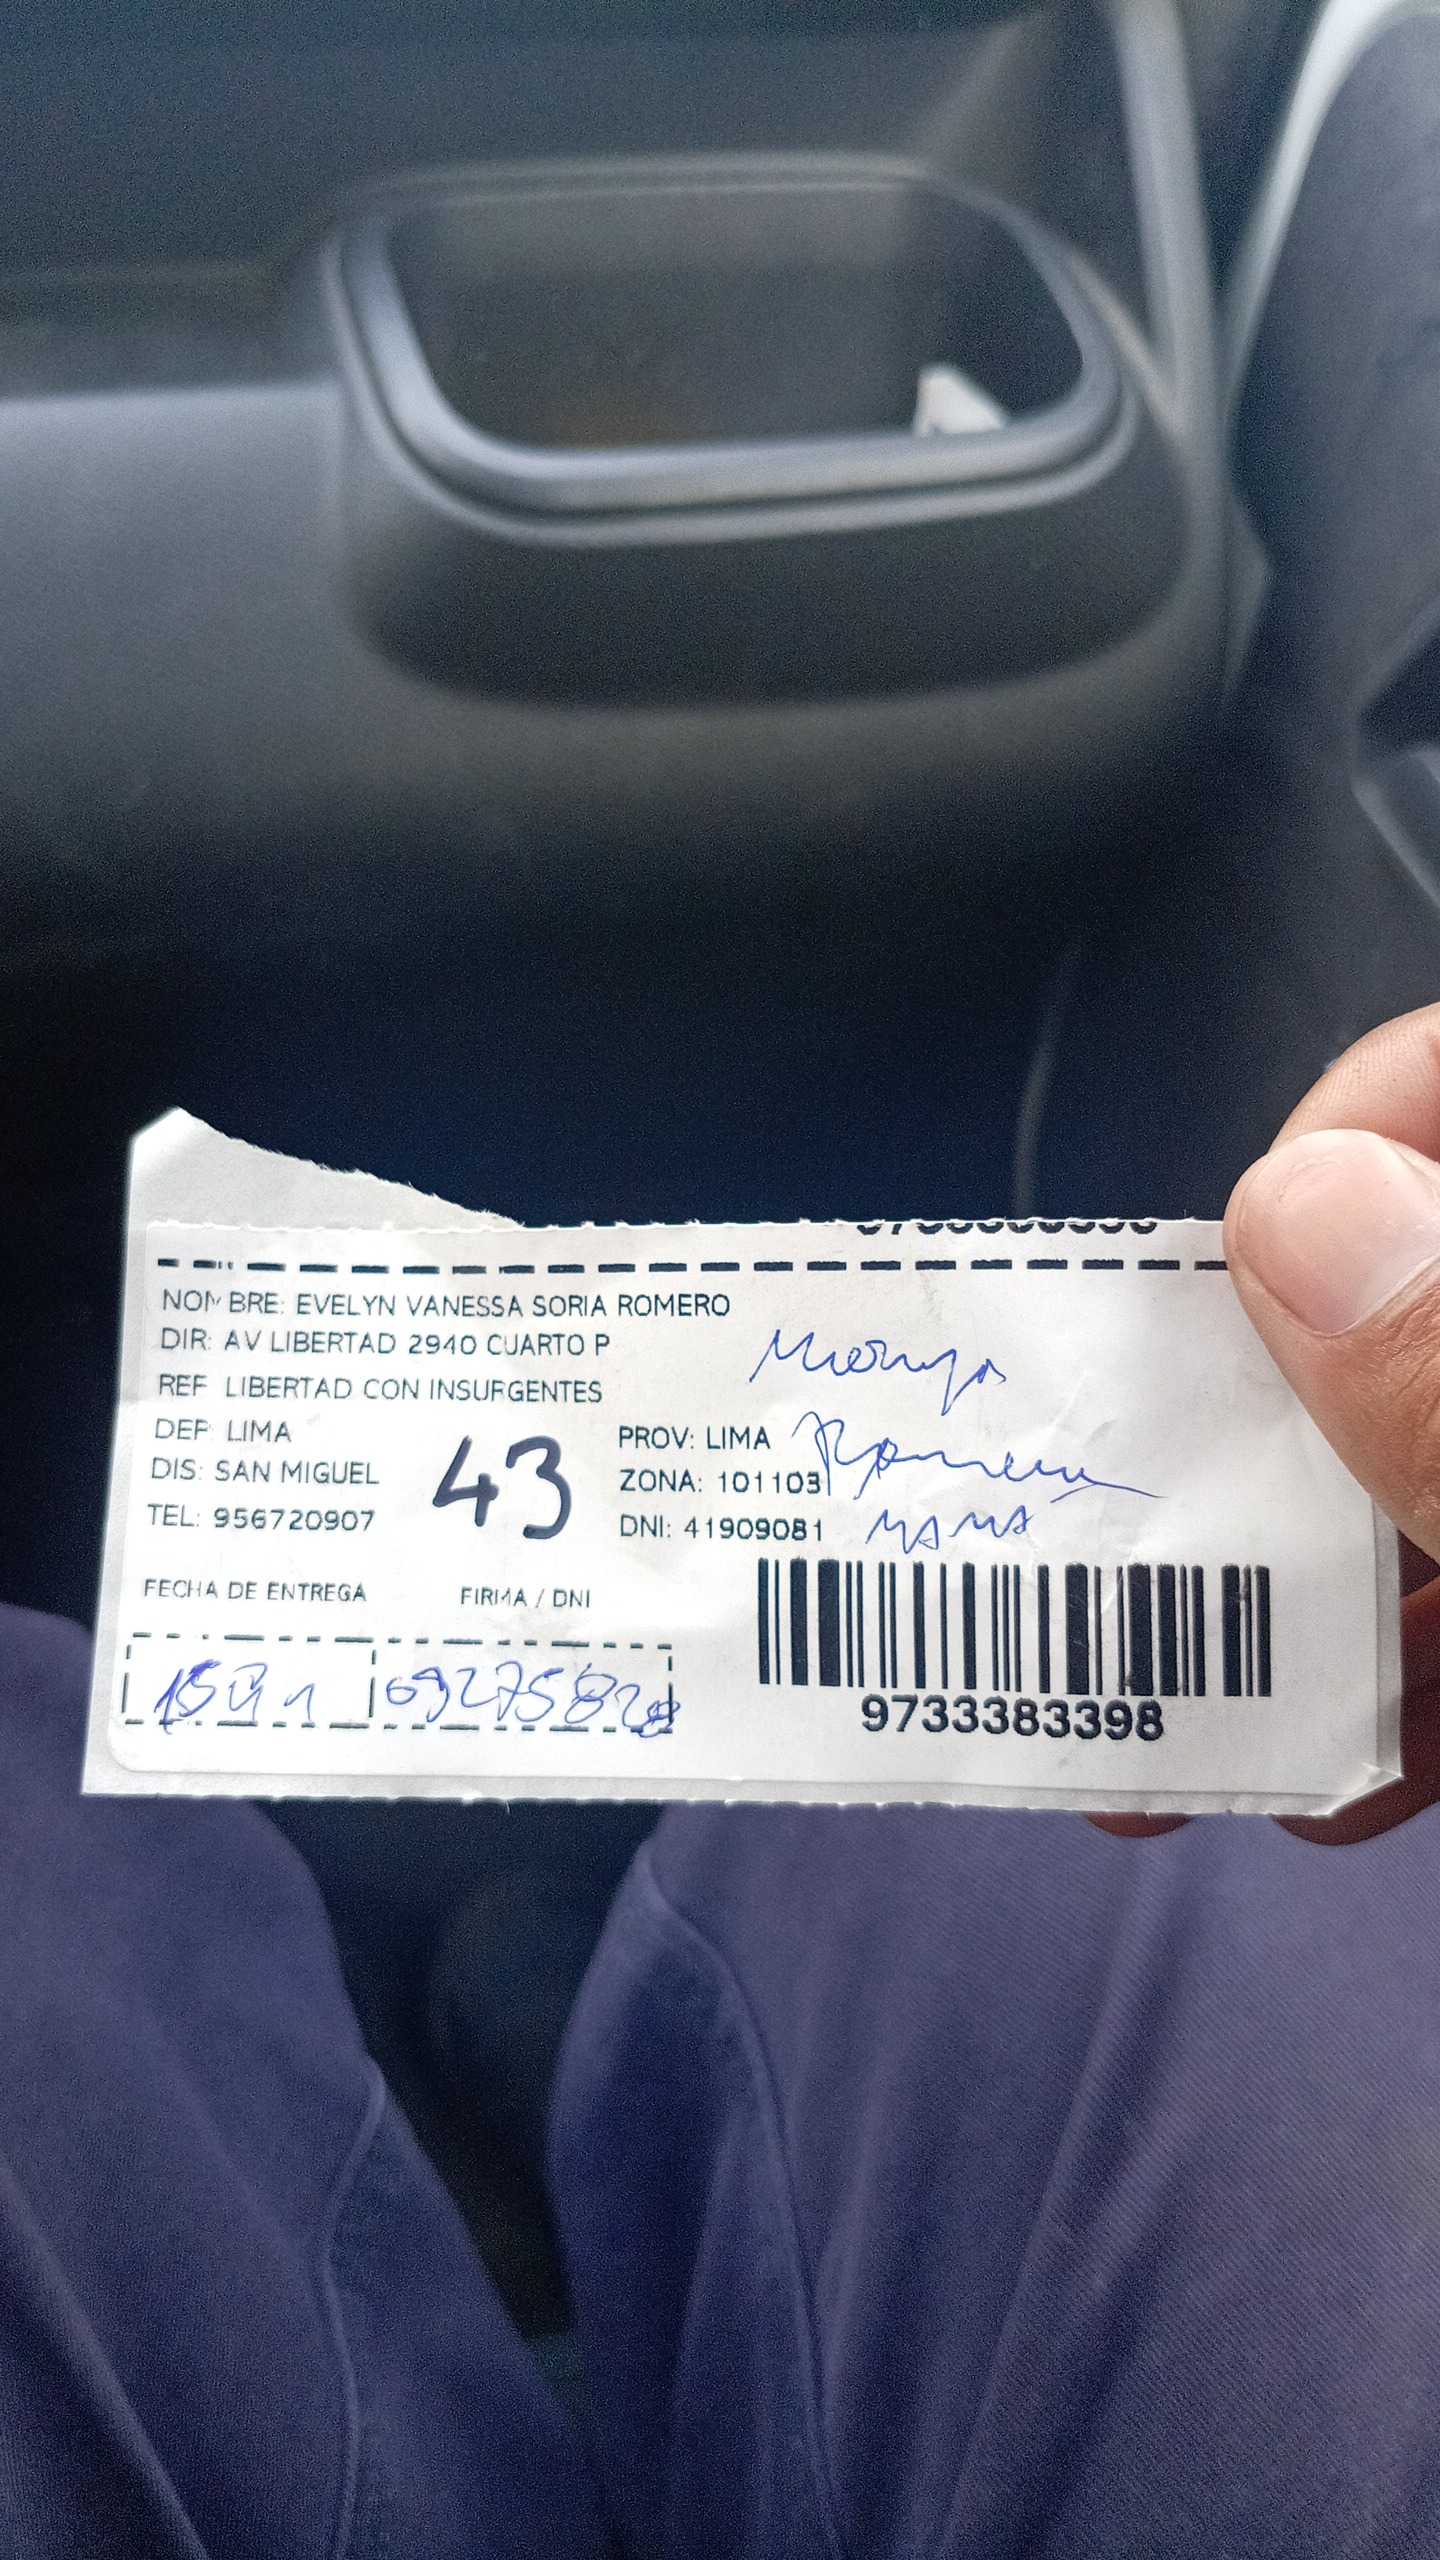 NOMBRE: EVELYN VANESSA SORIA ROMERO
DIR: AV LIBERTAD 2940 CUARTO P
REF LIBERTAD CON INSURGENTES
DEP: LIMA
DIS: SAN MIGUEL
TEL: 956720907
43
PROV: LIMA
ZONA: 101103
DNI: 41909081
Romero
MAMA
FECHA DE ENTREGA
FIRMA / DNI
9733383398